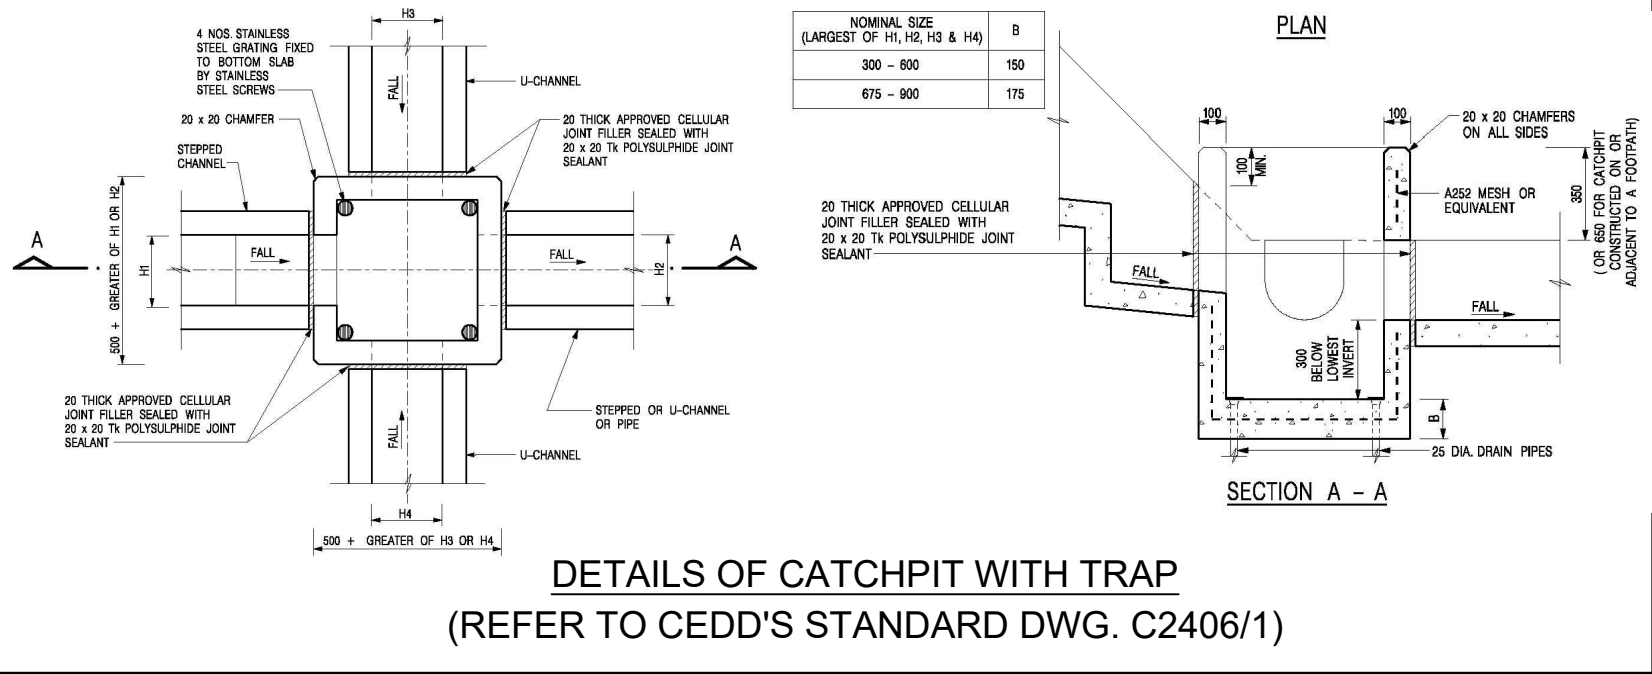 H3
4 NOS. STAINLESS
STEEL GRATING FIXED
TO BOTTOM SLAB
BY STAINLESS
STEEL SCREWS
20 x 20 CHAMFER
STEPPED
CHANNEL
FALL
U-CHANNEL
20 THICK APPROVED CELLULAR
JOINT FILLER SEALED WITH
20 x 20 Tk POLYSULPHIDE JOINT
SEALANT
A
500 + GREATER OF H1 OR H2
H1
FALL
FALL
H2
A
20 THICK APPROVED CELLULAR
JOINT FILLER SEALED WITH
20 x 20 Tk POLYSULPHIDE JOINT
SEALANT
FALL
STEPPED OR U-CHANNEL
OR PIPE
U-CHANNEL
H4
500 + GREATER OF H3 OR H4
NOMINAL SIZE
(LARGEST OF H1, H2, H3 & H4)
B
300 - 600
150
675 - 900
175
PLAN
100
100
20 x 20 CHAMFERS
ON ALL SIDES
100
MIN.
A252 MESH OR
EQUIVALENT
350
( OR 650 FOR CATCHPIT
CONSTRUCTED ON OR
ADJACENT TO A FOOTPATH)
20 THICK APPROVED CELLULAR
JOINT FILLER SEALED WITH
20 x 20 Tk POLYSULPHIDE JOINT
SEALANT
FALL
FALL
300
BELOW
LOWEST
INVERT
B
25 DIA. DRAIN PIPES
SECTION A - A
DETAILS OF CATCHPIT WITH TRAP
(REFER TO CEDD'S STANDARD DWG. C2406/1)